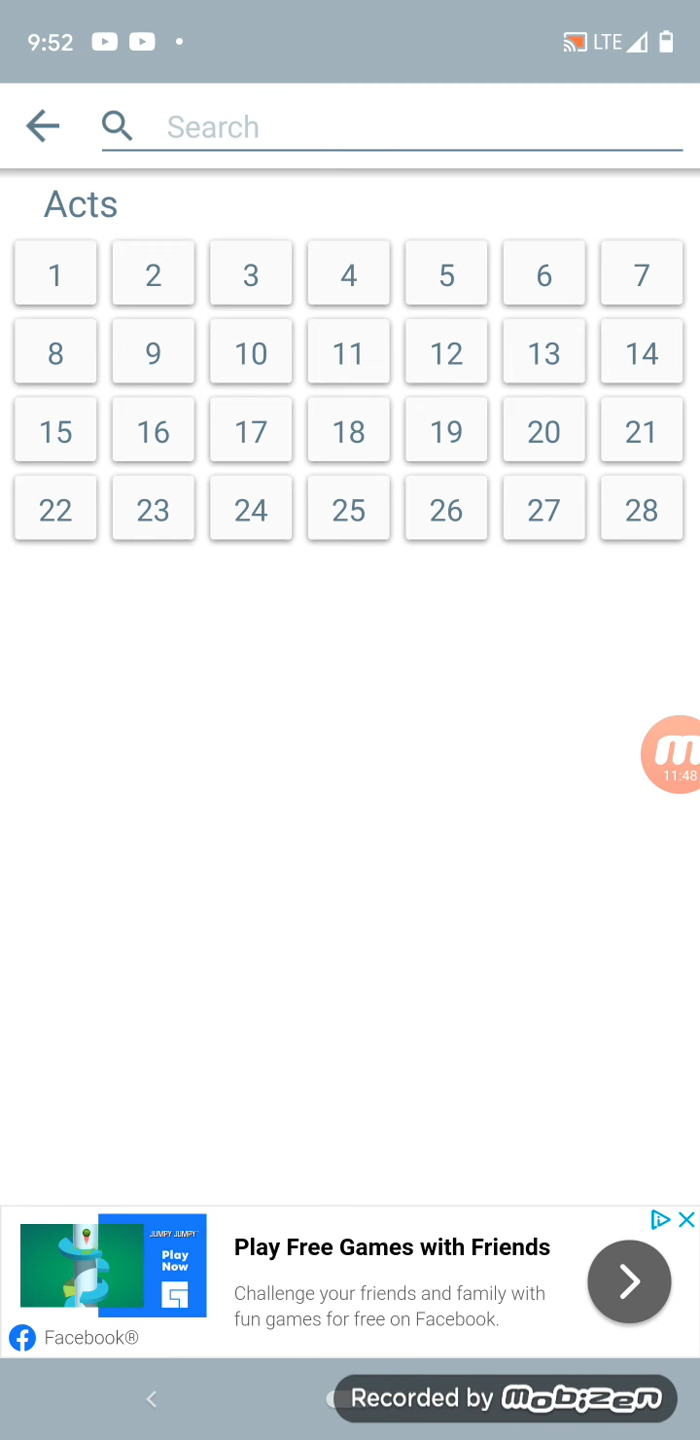 9:52 LTE
Search
Acts
1 2 3 4 5 6 7
8 9 10 11 12 13 14
15 16 17 18 19 20 21
22 23 24 25 26 27 28
m
11:48
JUMPY JUMPY
Play
Now
Play Free Games with Friends
Challenge your friends and family with
fun games for free on Facebook.
Facebook®
Recorded by mobizen